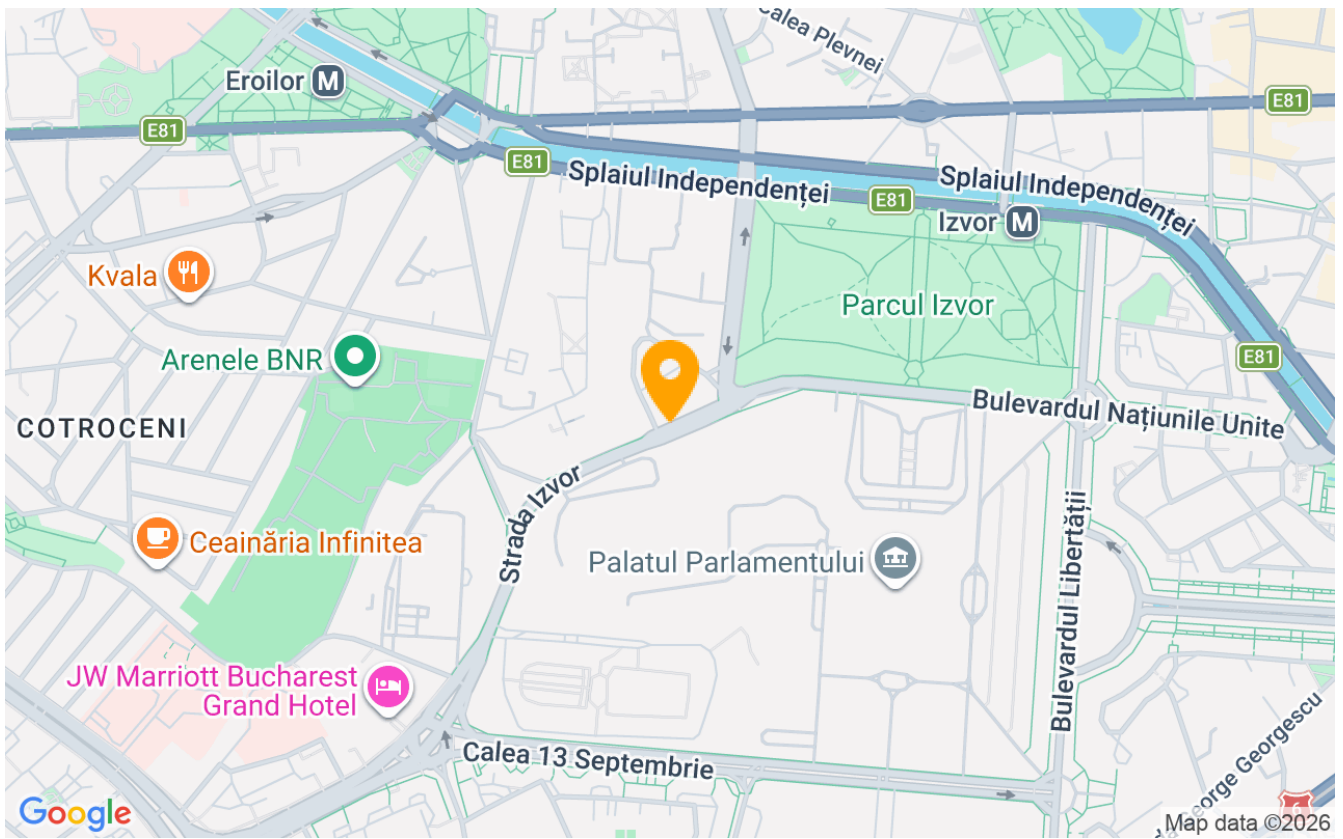 Calea Plevnei
Eroilor M
E81
E81
E81
Splaiul Independenței
E81
Splaiul Independenței
Izvor M
Kvala
Parcul Izvor
Arenele BNR
E81
COTROCENI
Bulevardul Națiunile Unite
Strada Izvor
Ceainăria Infinitea
Palatul Parlamentului
Bulevardul Libertății
JW Marriott Bucharest
Grand Hotel
Calea 13 Septembrie
George Georgescu
Google
Map data ©2026